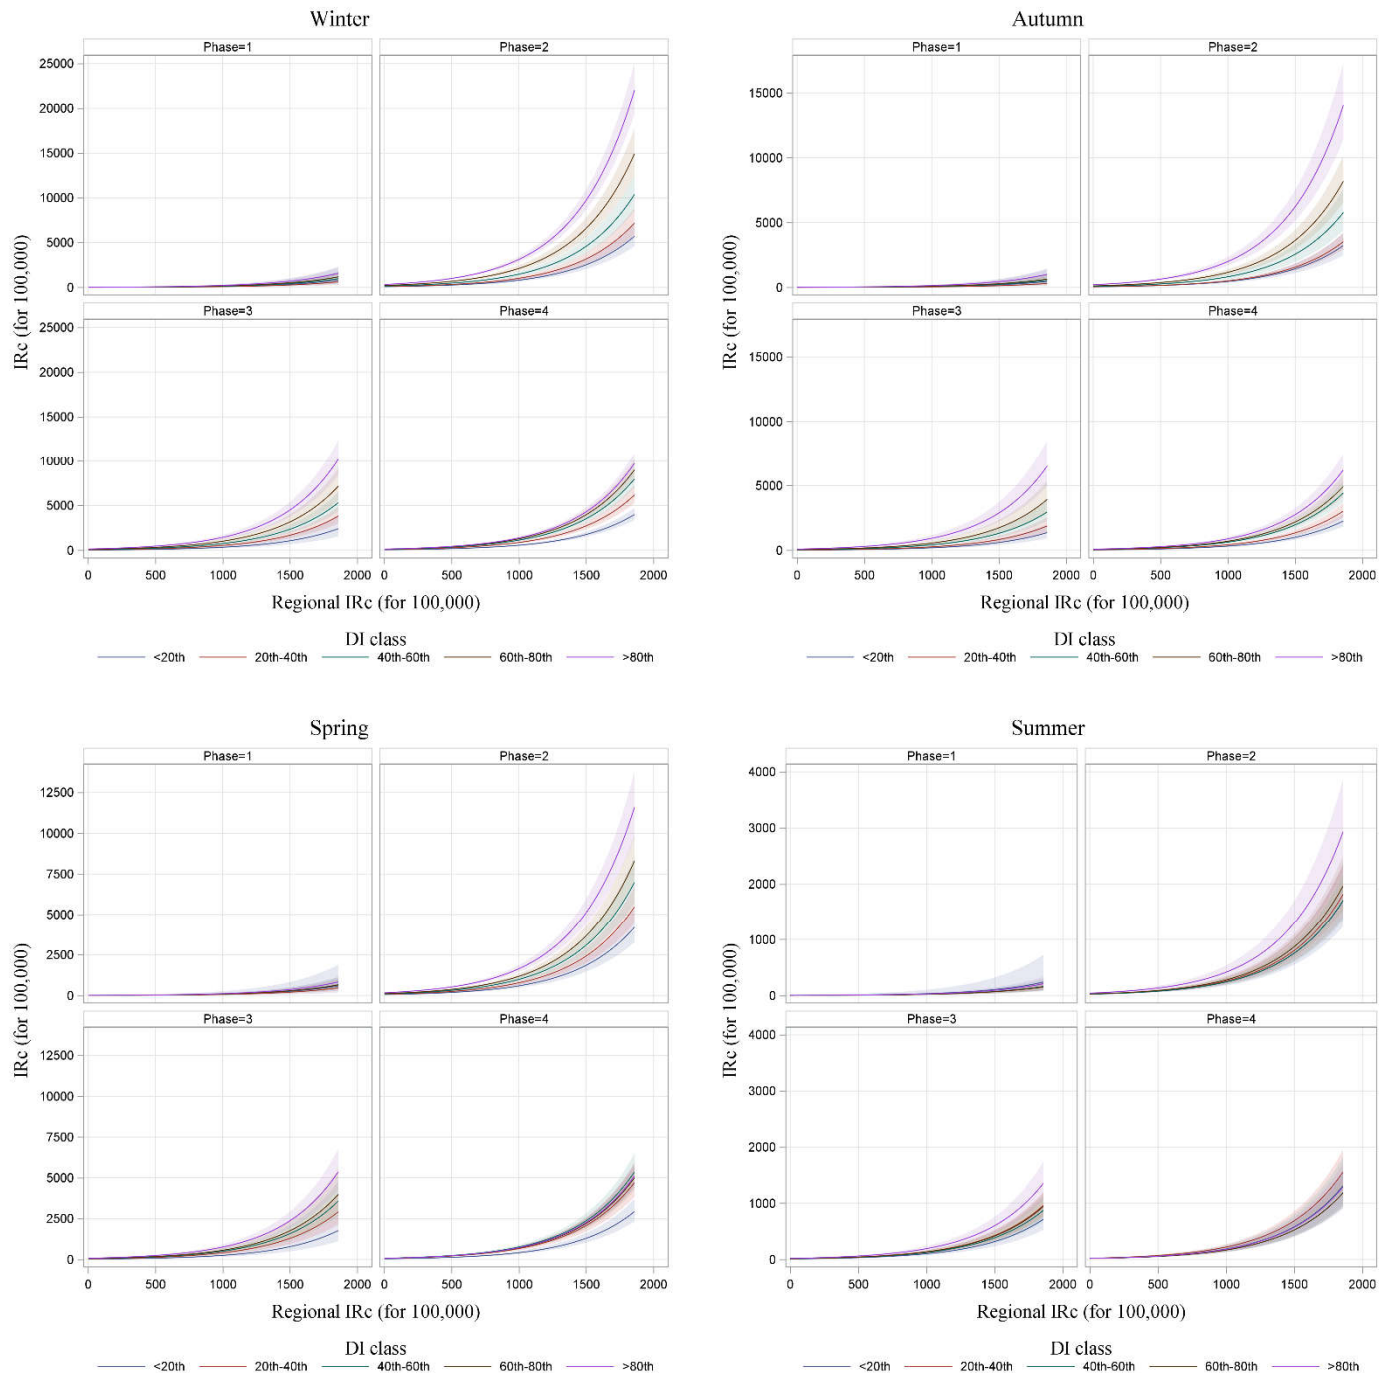 Winter
Phase=1
Phase=2
25000
20000
15000
10000
5000
0
Phase=3
Phase=4
25000
20000
15000
10000
5000
0
IRc (for 100,000)
0 500 1000 1500 2000 0 500 1000 1500 2000
Regional IRc (for 100,000)
DI class
<20th 20th-40th 40th-60th 60th-80th >80th
Autumn
Phase=1
Phase=2
15000
10000
5000
0
Phase=3
Phase=4
15000
10000
5000
0
IRc (for 100,000)
0 500 1000 1500 2000 0 500 1000 1500 2000
Regional IRc (for 100,000)
DI class
<20th 20th-40th 40th-60th 60th-80th >80th
Spring
Phase=1
Phase=2
12500
10000
7500
5000
2500
0
Phase=3
Phase=4
12500
10000
7500
5000
2500
0
IRc (for 100,000)
0 500 1000 1500 2000 0 500 1000 1500 2000
Regional IRc (for 100,000)
DI class
<20th 20th-40th 40th-60th 60th-80th >80th
Summer
Phase=1
Phase=2
4000
3000
2000
1000
0
Phase=3
Phase=4
4000
3000
2000
1000
0
IRc (for 100,000)
0 500 1000 1500 2000 0 500 1000 1500 2000
Regional IRc (for 100,000)
DI class
<20th 20th-40th 40th-60th 60th-80th >80th